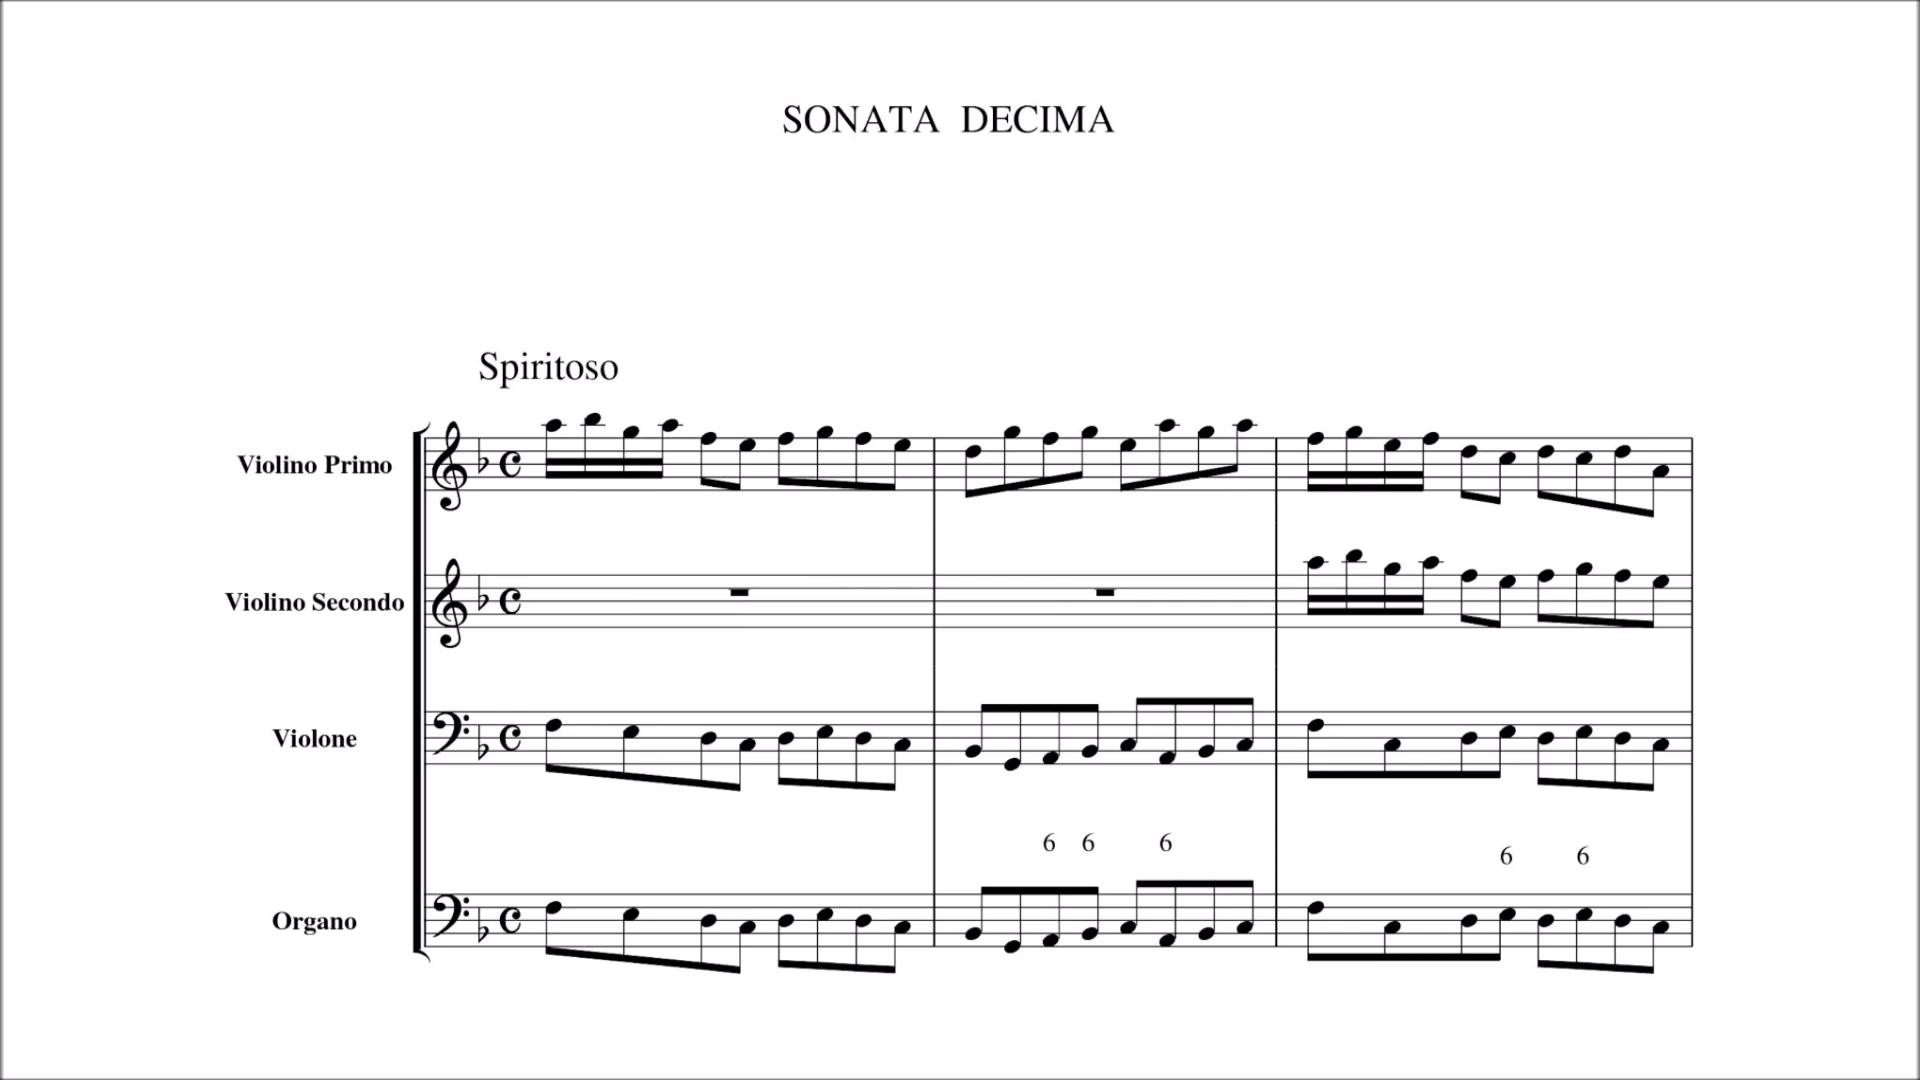 SONATA DECIMA
Spiritoso
Violino Primo
Violino Secondo
Violone
6 6 6
6 6
Organo